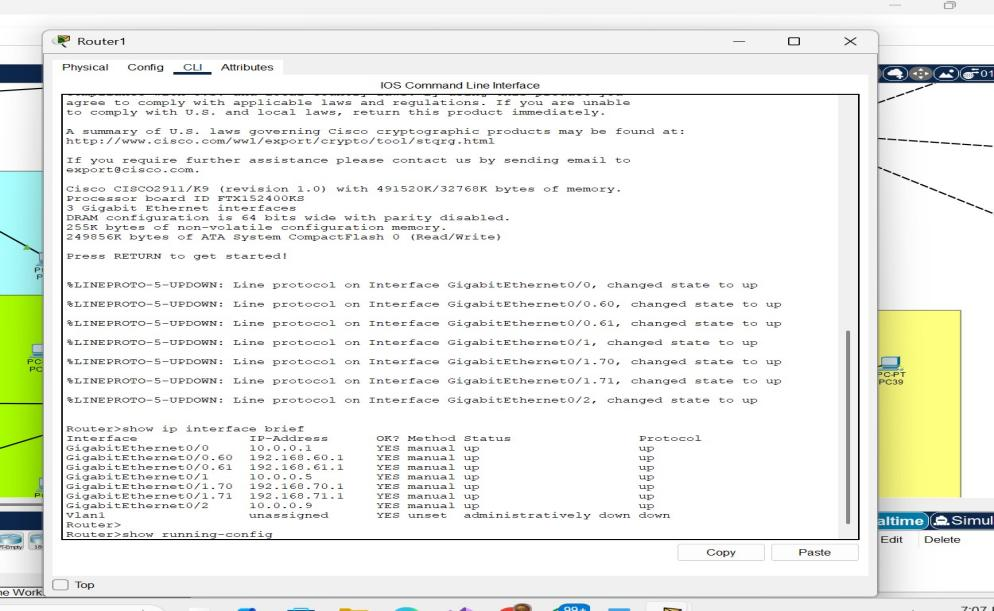 Router1
Physical Config CLI Attributes
IOS Command Line Interface
agree to comply with applicable laws and regulations. If you are unable
to comply with U.S. and local laws, return this product immediately.
A summary of U.S. laws governing Cisco cryptographic products may be found at:
http://www.cisco.com/wwl/export/crypto/tool/stqrg.html
If you require further assistance please contact us by sending email to
export@cisco.com.
Cisco CISCO2911/K9 (revision 1.0) with 491520K/32768K bytes of memory.
Processor board ID FTX152400KS
3 Gigabit Ethernet interfaces
DRAM configuration is 64 bits wide with parity disabled.
255K bytes of non-volatile configuration memory.
249856K bytes of ATA System CompactFlash 0 (Read/Write)
Press RETURN to get started!
%LINEPROTO-5-UPDOWN: Line protocol on Interface GigabitEthernet0/0, changed state to up
%LINEPROTO-5-UPDOWN: Line protocol on Interface GigabitEthernet0/0.60, changed state to up
%LINEPROTO-5-UPDOWN: Line protocol on Interface GigabitEthernet0/0.61, changed state to up
%LINEPROTO-5-UPDOWN: Line protocol on Interface GigabitEthernet0/1, changed state to up
%LINEPROTO-5-UPDOWN: Line protocol on Interface GigabitEthernet0/1.70, changed state to up
%LINEPROTO-5-UPDOWN: Line protocol on Interface GigabitEthernet0/1.71, changed state to up
%LINEPROTO-5-UPDOWN: Line protocol on Interface GigabitEthernet0/2, changed state to up
Router>show ip interface brief
Interface IP-Address OK? Method Status Protocol
GigabitEthernet0/0 10.0.0.1 YES manual up up
GigabitEthernet0/0.60 192.168.60.1 YES manual up up
GigabitEthernet0/0.61 192.168.61.1 YES manual up up
GigabitEthernet0/1 10.0.0.5 YES manual up up
GigabitEthernet0/1.70 192.168.70.1 YES manual up up
GigabitEthernet0/1.71 192.168.71.1 YES manual up up
GigabitEthernet0/2 10.0.0.9 YES manual up up
Vlan1 unassigned YES unset administratively down down
Router>
Router>show running-config
Copy Paste
Top
PC-PT
PC39
altime Simul
Edit Delete
ne Work
99+
7:07